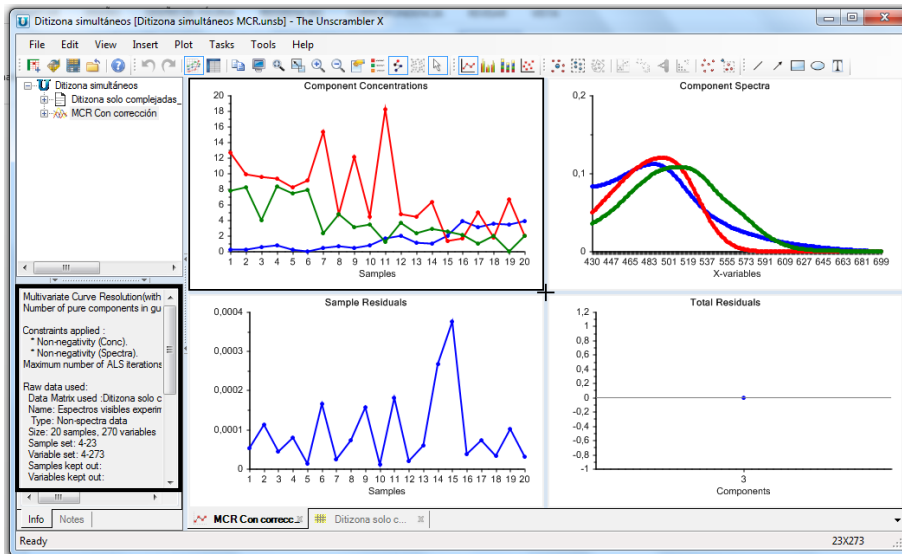 Ditizona simultáneos [Ditizona simultáneos MCR.unsb] - The Unscrambler X
File Edit View Insert Plot Tasks Tools Help
Ditizona simultáneos
Ditizona solo complejadas_
MCR Con corrección
Multivariate Curve Resolution(with
Number of pure components in gu
Constraints applied :
* Non-negativity (Conc).
* Non-negativity (Spectra).
Maximum number of ALS iterations
Raw data used:
Data Matrix used :Ditizona solo c
Name: Espectros visibles experim
Type: Non-spectra data
Size: 20 samples, 270 variables
Sample set: 4-23
Variable set: 4-273
Samples kept out:
Variables kept out:
Info Notes
Component Concentrations
20
18
16
14
12
10
8
6
4
2
0
1 2 3 4 5 6 7 8 9 10 11 12 13 14 15 16 17 18 19 20
Samples
Component Spectra
0,2
0,1
0
430 447 465 483 501 519 537 555 573 591 609 627 645 663 681 699
X-variables
Sample Residuals
0,0004
0,0003
0,0002
0,0001
0
1 2 3 4 5 6 7 8 9 10 11 12 13 14 15 16 17 18 19 20
Samples
Total Residuals
1,2
1
0,8
0,6
0,4
0,2
0
-0,2
-0,4
-0,6
-0,8
-1
3
Components
MCR Con correcc...
Ditizona solo c...
Ready
23X273